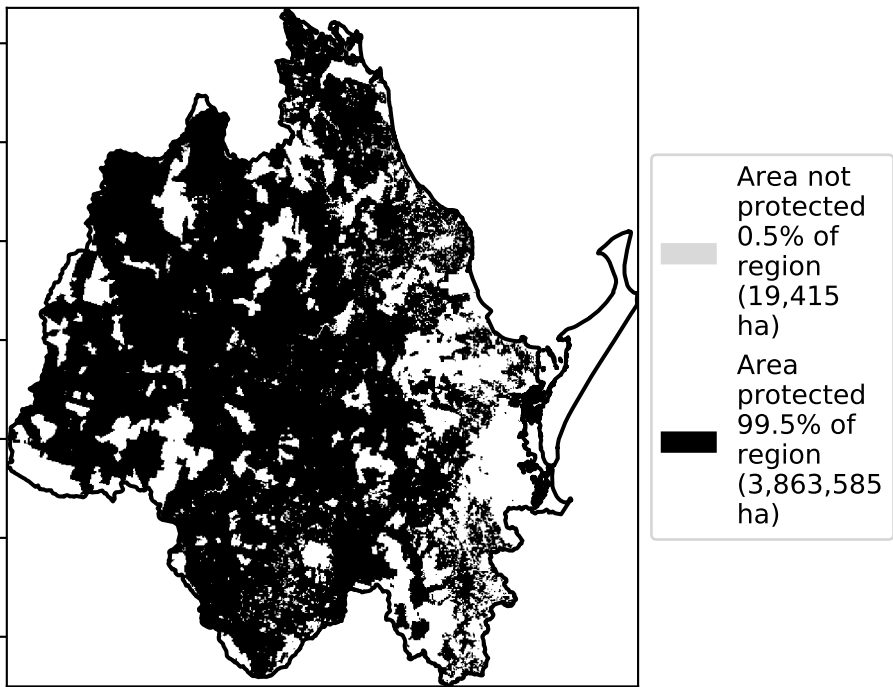 Area not
protected
0.5% of
region
(19,415
ha)
Area
protected
99.5% of
region
(3,863,585
ha)